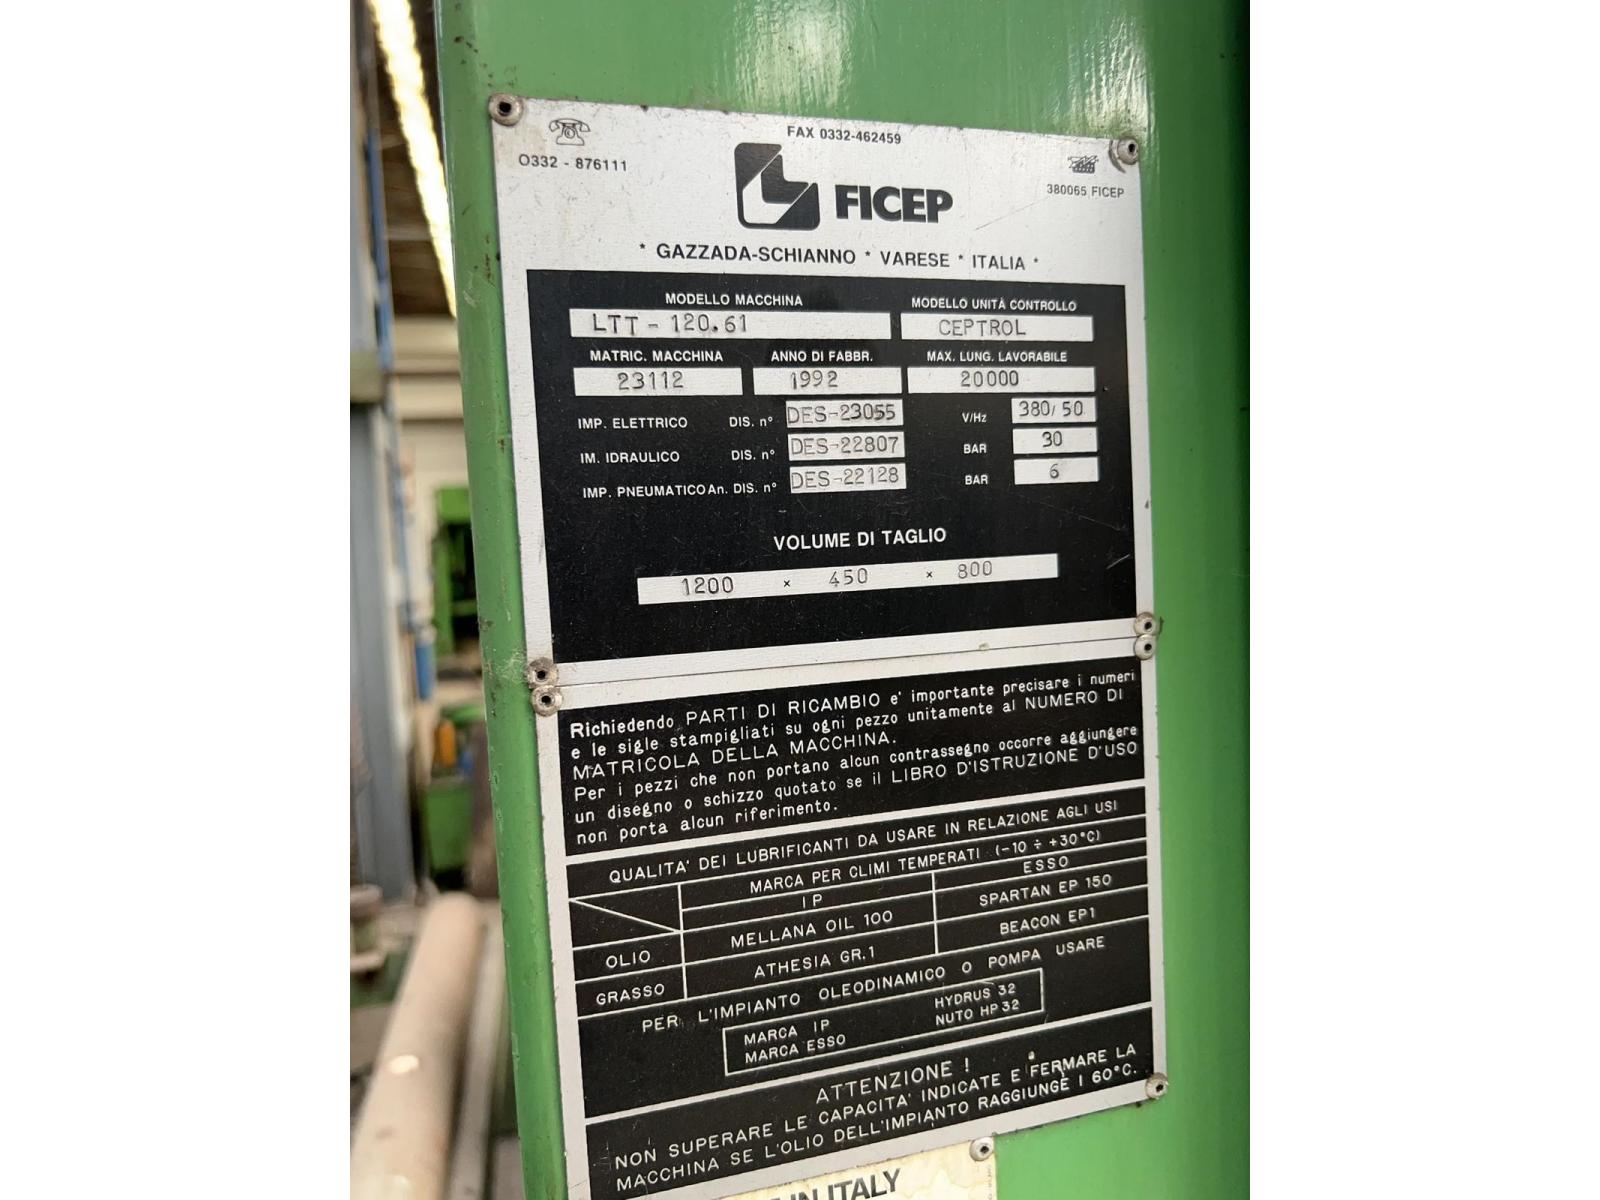 FAX 0332-462459
0332 - 876111
380065 FICEP
FICEP
* GAZZADA-SCHIANNO * VARESE * ITALIA *
MODELLO MACCHINA MODELLO UNITÀ CONTROLLO
LTT - 120.61 CEPTROL
MATRIC. MACCHINA ANNO DI FABBR. MAX. LUNG. LAVORABILE
23112 1992 20000
IMP. ELETTRICO DIS. n° DES-23055 V/Hz 380/50
IM. IDRAULICO DIS. n° DES-22807 BAR 30
IMP. PNEUMATICO An. DIS. n° DES-22128 BAR 6
VOLUME DI TAGLIO
1200 × 450 × 800
Richiedendo PARTI DI RICAMBIO e' importante precisare i numeri
e le sigle stampigliati su ogni pezzo unitamente al NUMERO DI
MATRICOLA DELLA MACCHINA.
Per i pezzi che non portano alcun contrassegno occorre aggiungere
un disegno o schizzo quotato se il LIBRO D'ISTRUZIONE D'USO
non porta alcun riferimento.
QUALITA' DEI LUBRIFICANTI DA USARE IN RELAZIONE AGLI USI
MARCA PER CLIMI TEMPERATI (-10 ÷ +30°C)
IP ESSO
OLIO MELLANA OIL 100 SPARTAN EP 150
GRASSO ATHESIA GR.1 BEACON EP1
PER L'IMPIANTO OLEODINAMICO O POMPA USARE
MARCA IP HYDRUS 32
MARCA ESSO NUTO HP 32
ATTENZIONE !
NON SUPERARE LE CAPACITA' INDICATE E FERMARE LA
MACCHINA SE L'OLIO DELL'IMPIANTO RAGGIUNGE I 60°C.
IN ITALY